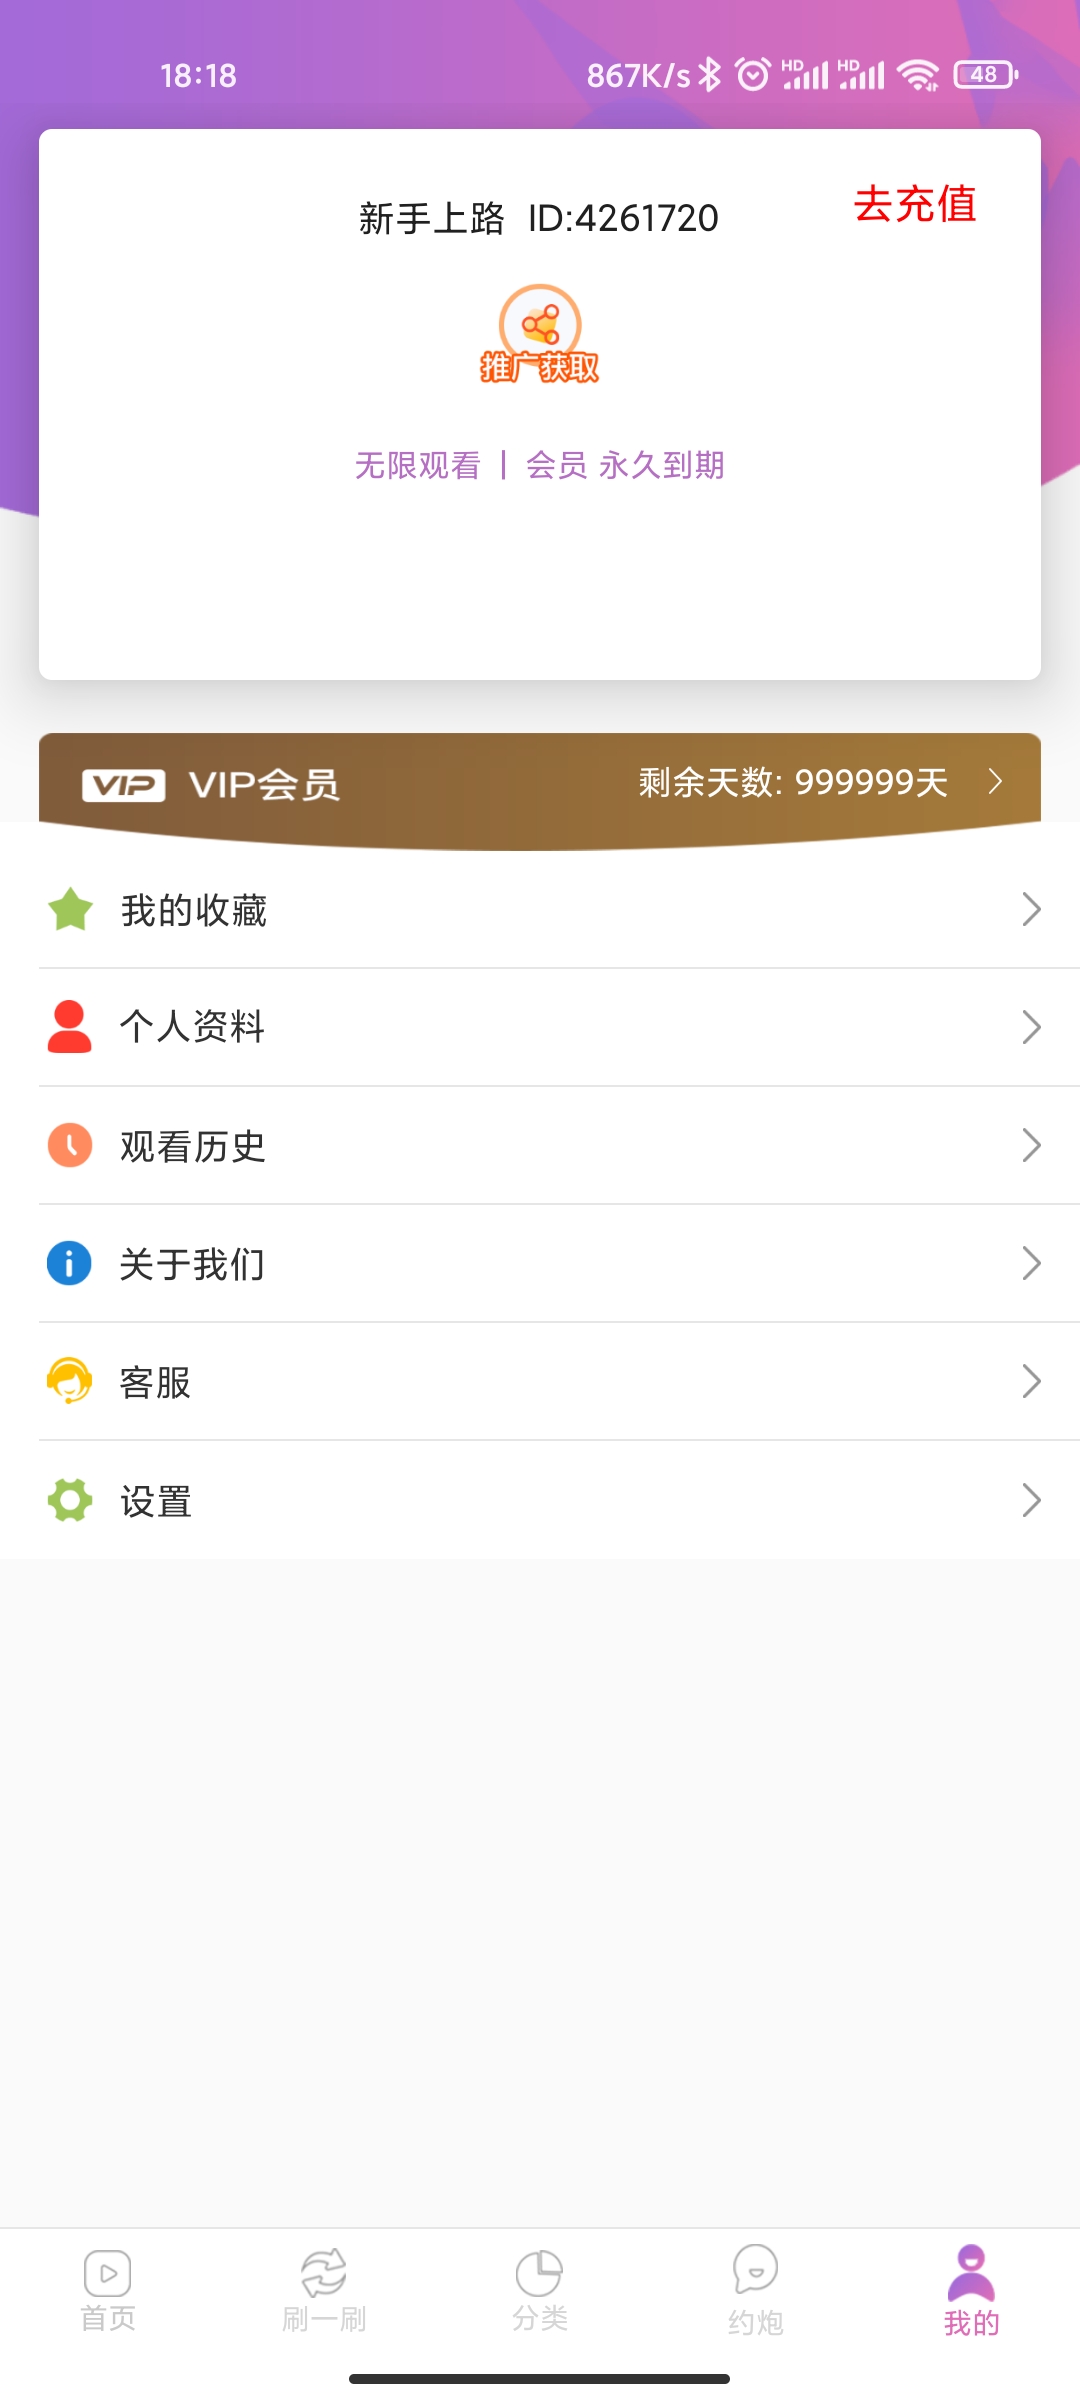 18:18
867K/s HD HD 48
去充值
新手上路 ID:4261720
推广获取
无限观看 | 会员 永久到期
VIP VIP会员 剩余天数: 999999天
我的收藏
个人资料
观看历史
关于我们
客服
设置
首页 刷一刷 分类 约炮 我的